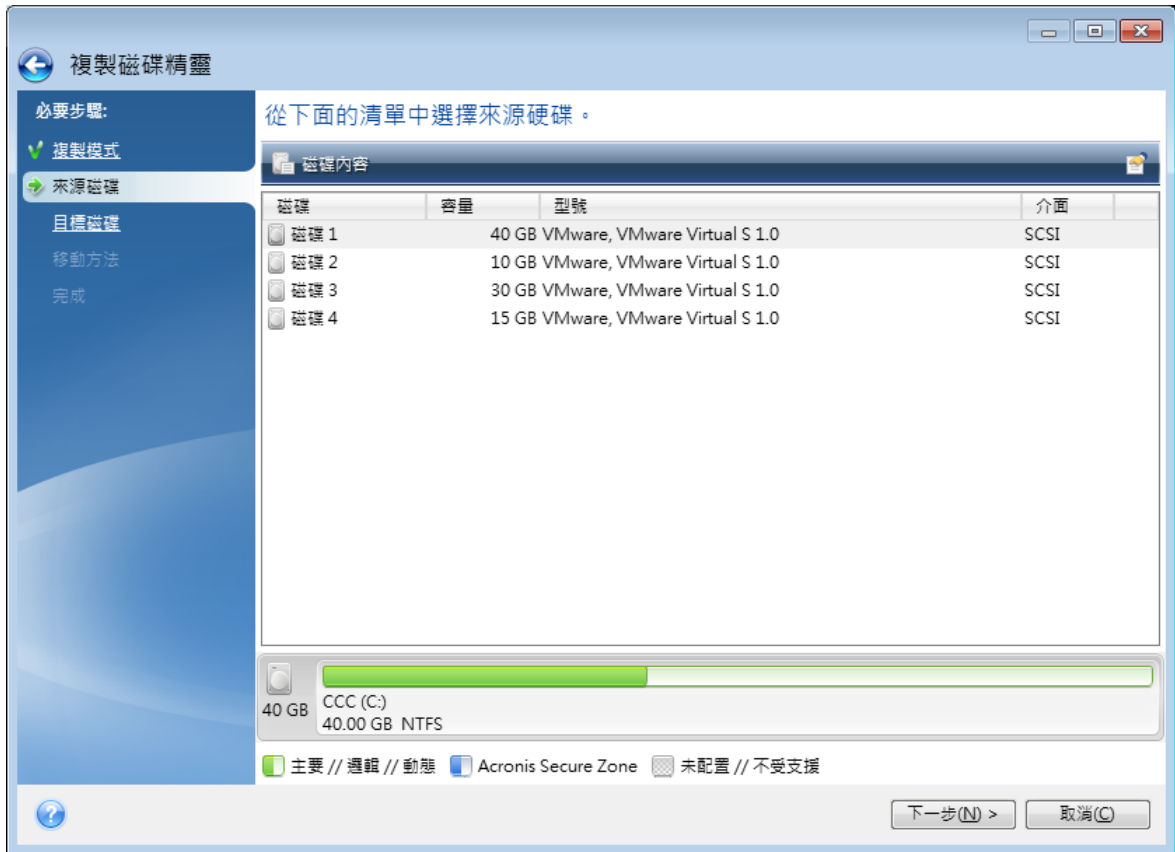 複製磁碟精靈
必要步驟:
複製模式
來源磁碟
目標磁碟
移動方法
完成
從下面的清單中選擇來源硬碟。
磁碟內容
磁碟 容量 型號 介面
磁碟 1 40 GB VMware, VMware Virtual S 1.0 SCSI
磁碟 2 10 GB VMware, VMware Virtual S 1.0 SCSI
磁碟 3 30 GB VMware, VMware Virtual S 1.0 SCSI
磁碟 4 15 GB VMware, VMware Virtual S 1.0 SCSI
40 GB
CCC (C:)
40.00 GB NTFS
主要 // 邏輯 // 動態 Acronis Secure Zone 未配置 // 不受支援
下一步(N) > 取消(C)